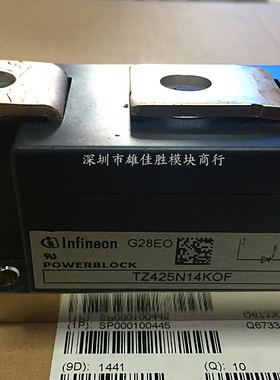 深圳市雄佳胜模块商行
Infineon G28EO
POWERBLOCK
TZ425N14KOF
(1P) SP000100445 Q6733
(9D): 1441 (Q): 10